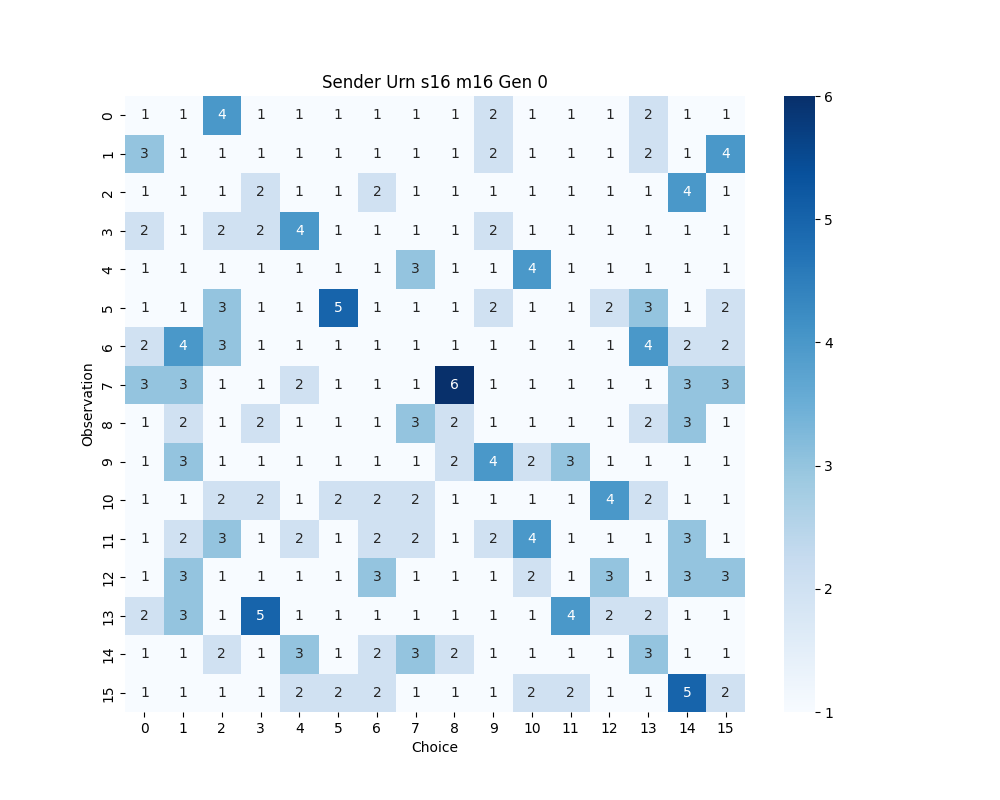 Sender Urn s16 m16 Gen 0
0 1 1 4 1 1 1 1 1 1 2 1 1 1 2 1 1
1 3 1 1 1 1 1 1 1 1 2 1 1 1 2 1 4
2 1 1 1 2 1 1 2 1 1 1 1 1 1 1 4 1
3 2 1 2 2 4 1 1 1 1 2 1 1 1 1 1 1
4 1 1 1 1 1 1 1 3 1 1 4 1 1 1 1 1
5 1 1 3 1 1 5 1 1 1 2 1 1 2 3 1 2
6 2 4 3 1 1 1 1 1 1 1 1 1 1 4 2 2
7 3 3 1 1 2 1 1 1 6 1 1 1 1 1 3 3
8 1 2 1 2 1 1 1 3 2 1 1 1 1 2 3 1
9 1 3 1 1 1 1 1 1 2 4 2 3 1 1 1 1
10 1 1 2 2 1 2 2 2 1 1 1 1 4 2 1 1
11 1 2 3 1 2 1 2 2 1 2 4 1 1 1 3 1
12 1 3 1 1 1 1 3 1 1 1 2 1 3 1 3 3
13 2 3 1 5 1 1 1 1 1 1 1 4 2 2 1 1
14 1 1 2 1 3 1 2 3 2 1 1 1 1 3 1 1
15 1 1 1 1 2 2 2 1 1 1 2 2 1 1 5 2
0 1 2 3 4 5 6 7 8 9 10 11 12 13 14 15
Choice
Observation
6
5
4
3
2
1